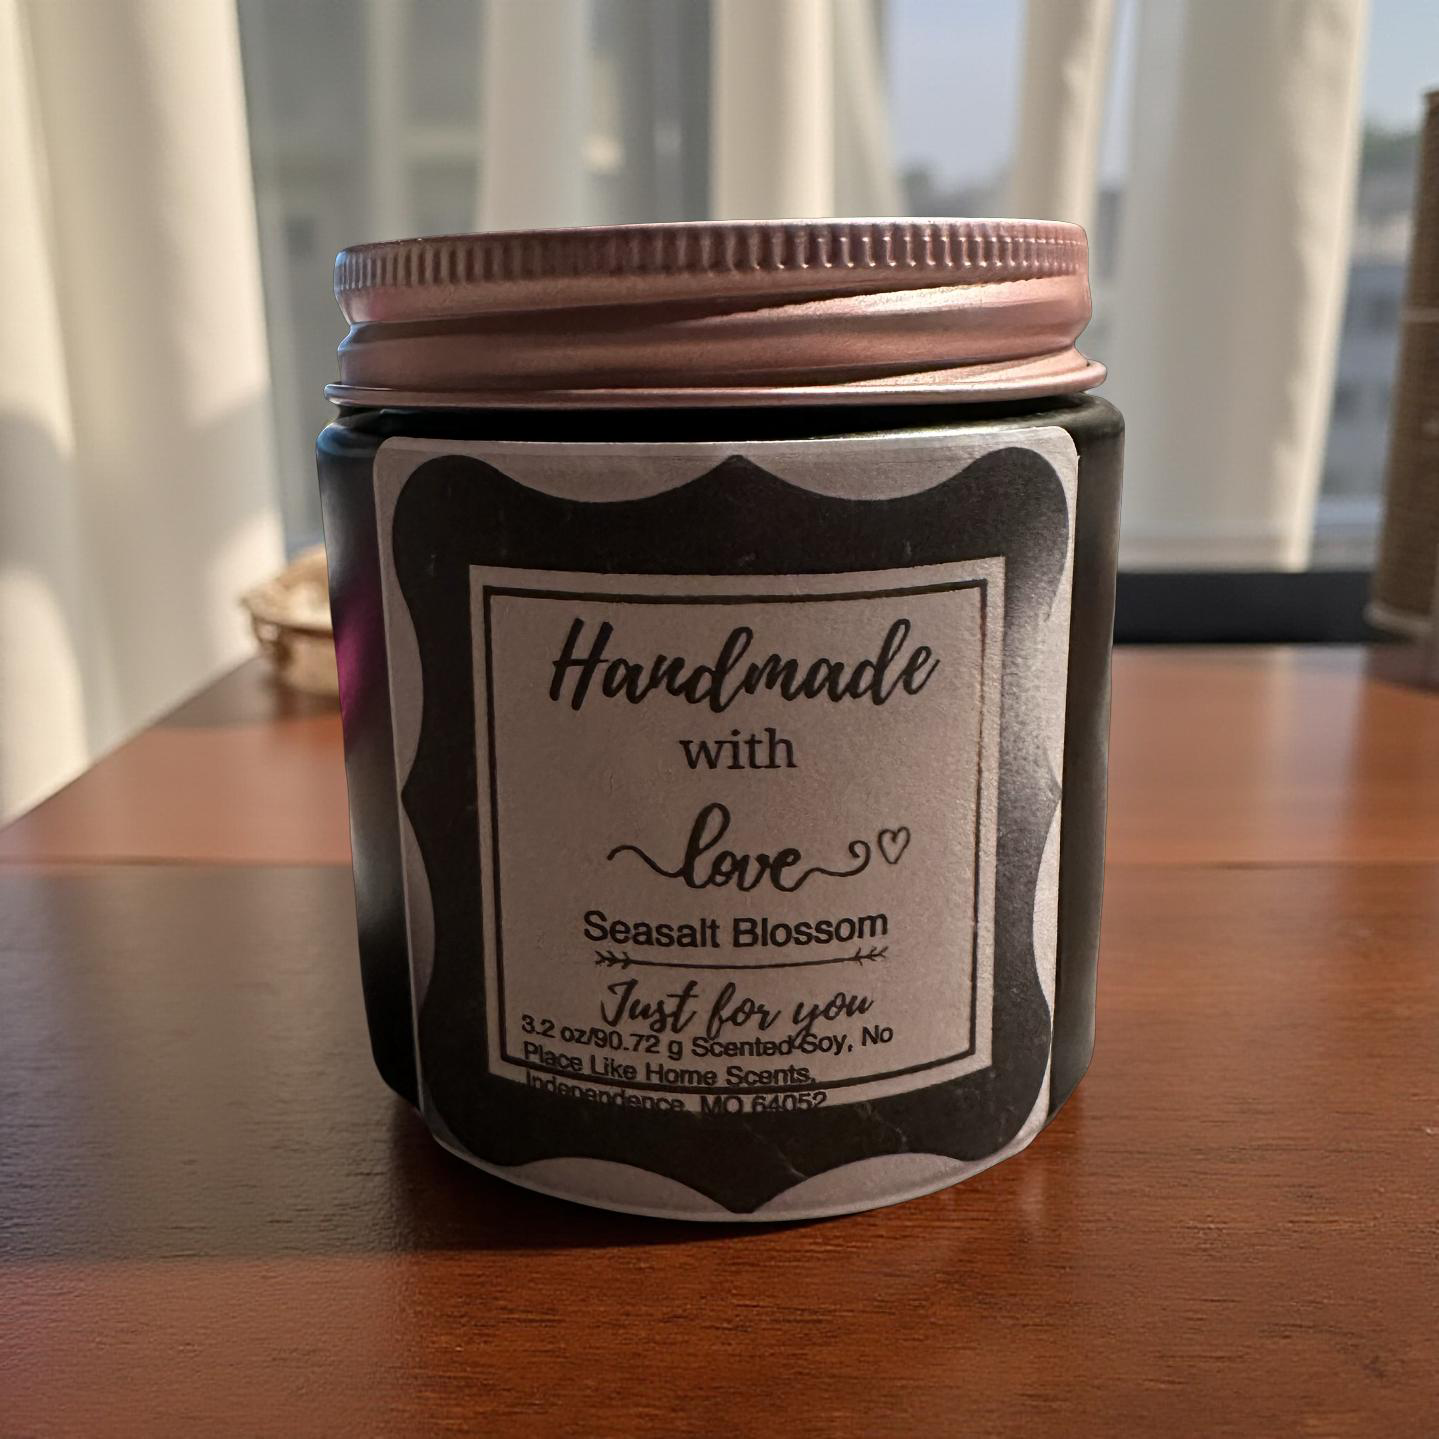 Handmade
with
love
Seasalt Blossom
Just for you
3.2 oz/90.72 g Scented Soy, No
Place Like Home Scents,
Independence, MO 64052